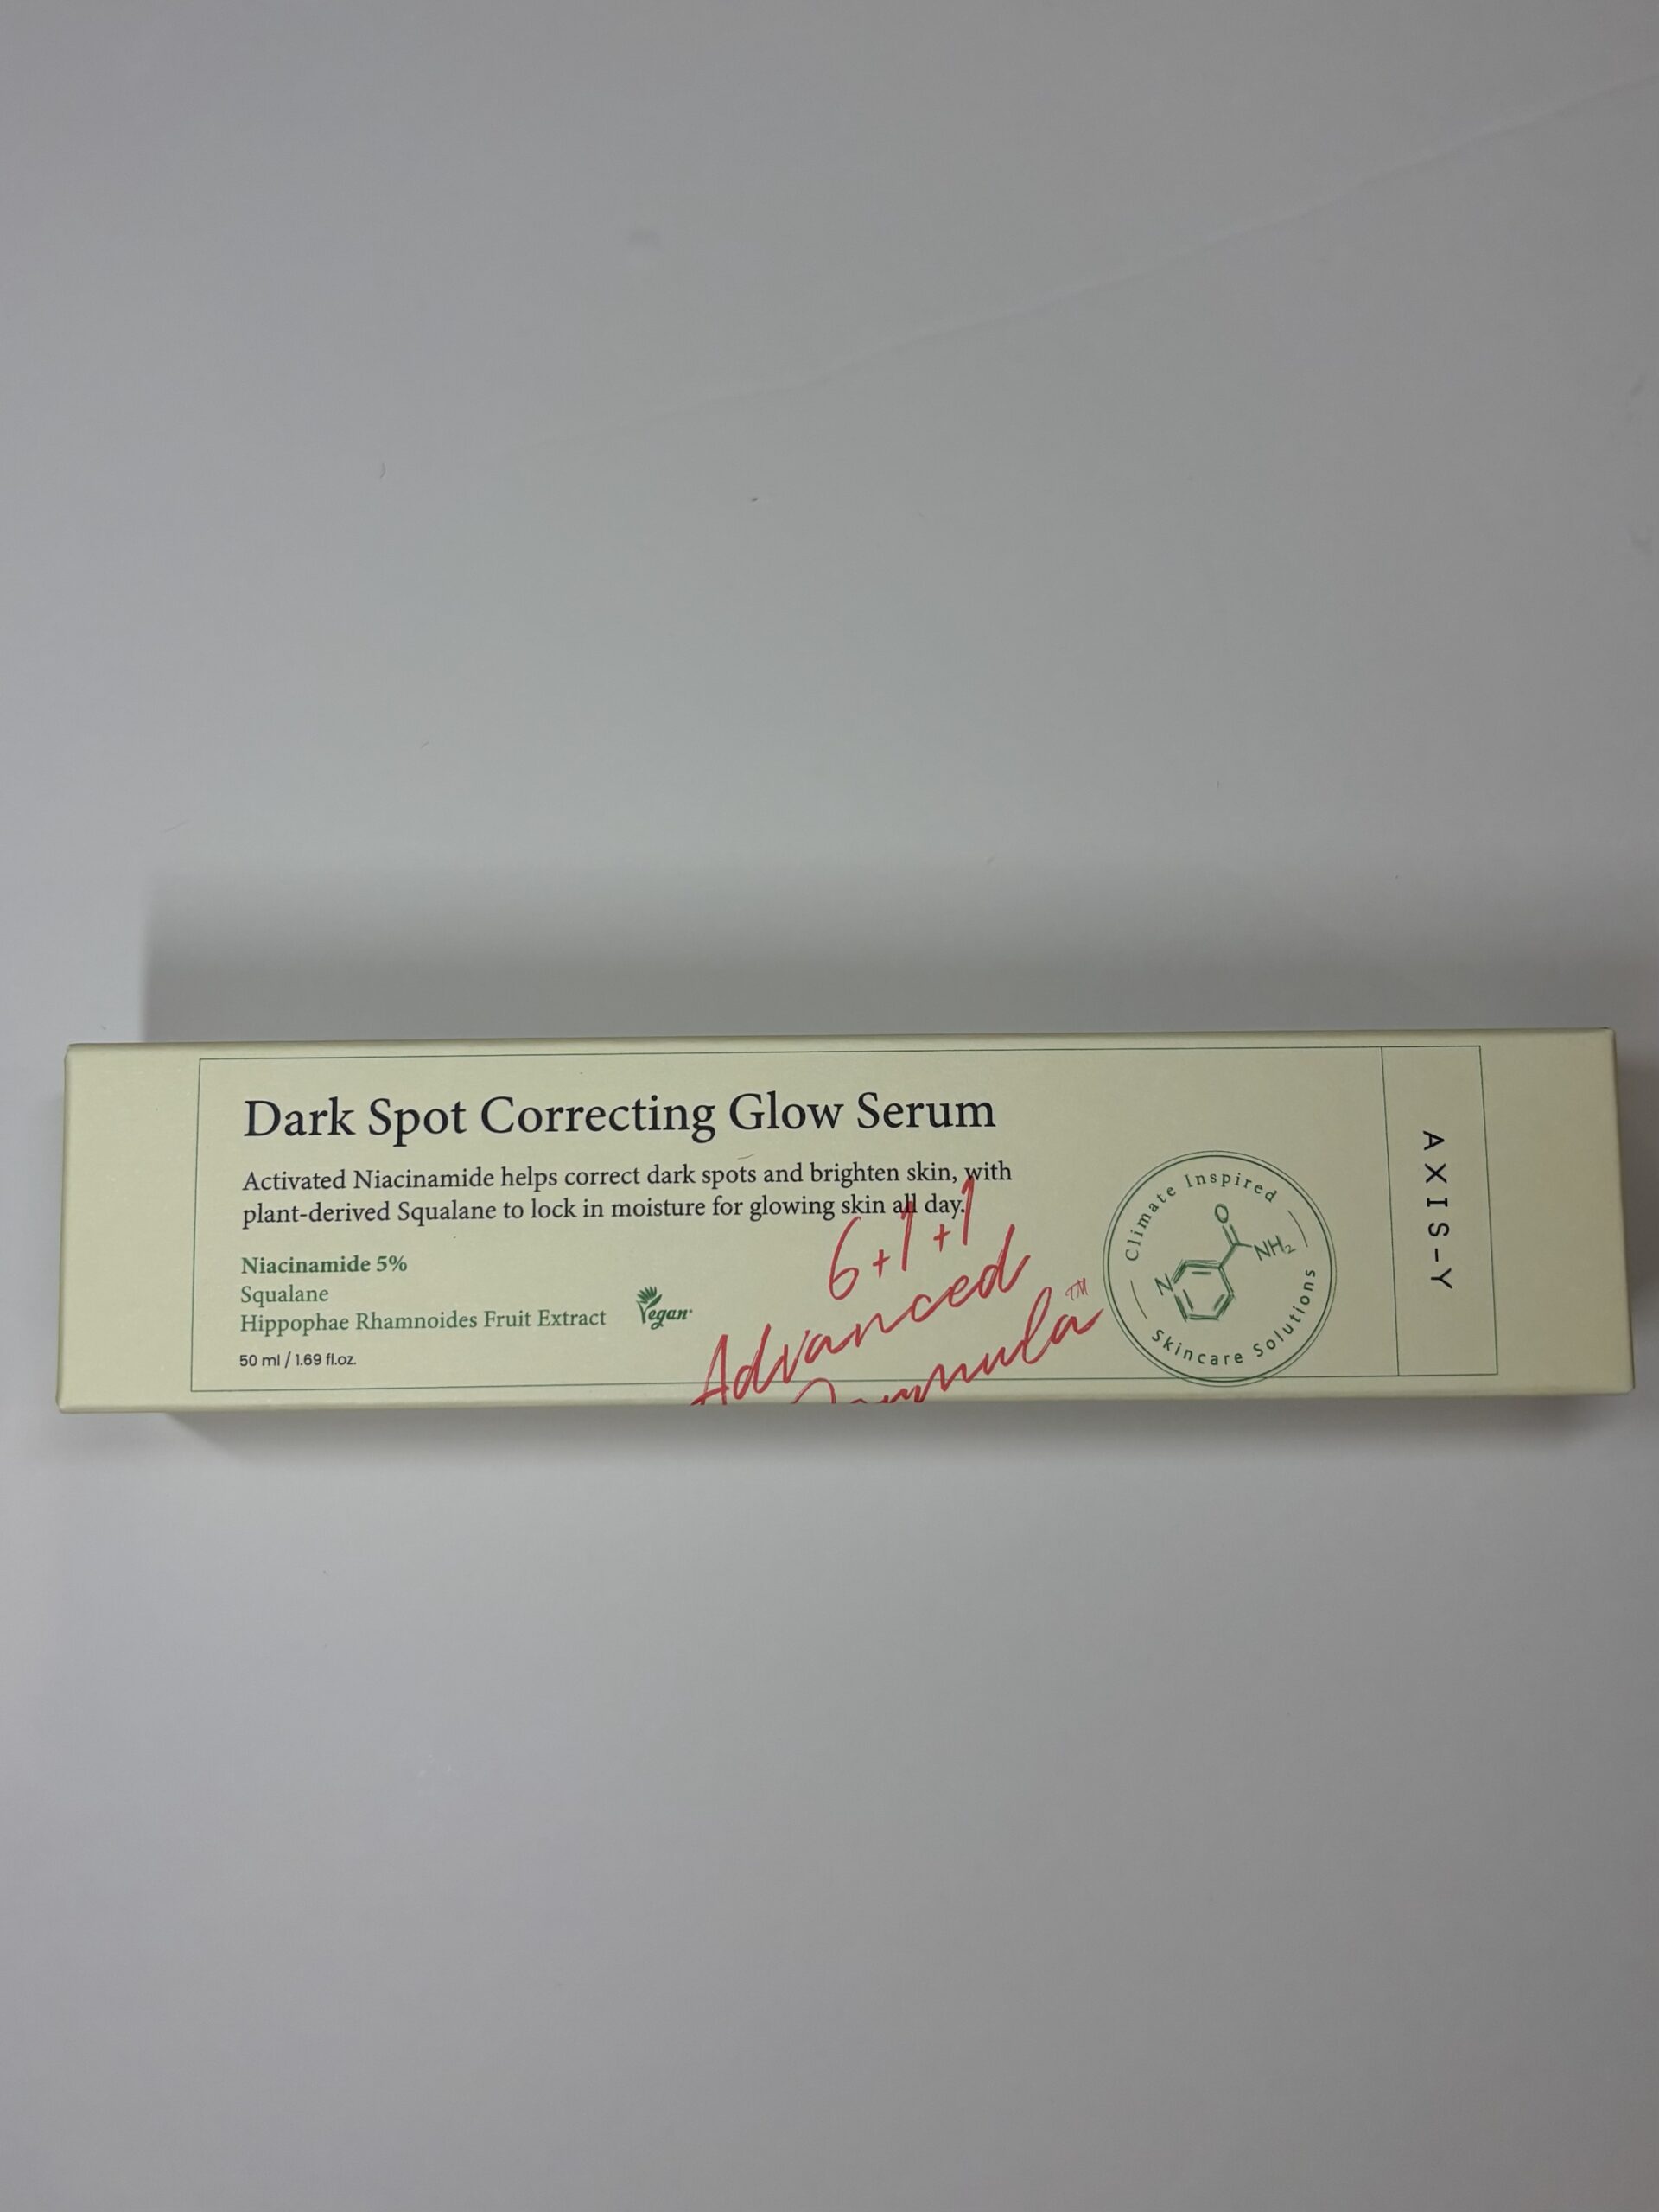 Dark Spot Correcting Glow Serum
Activated Niacinamide helps correct dark spots and brighten skin, with
plant-derived Squalane to lock in moisture for glowing skin all day.
Niacinamide 5%
Squalane
Hippophae Rhamnoides Fruit Extract
Vegan
50 ml / 1.69 fl.oz.
6+1+1
Advanced
Formula™
Climate Inspired
O
NH₂
N
Skincare Solutions
AXIS-Y